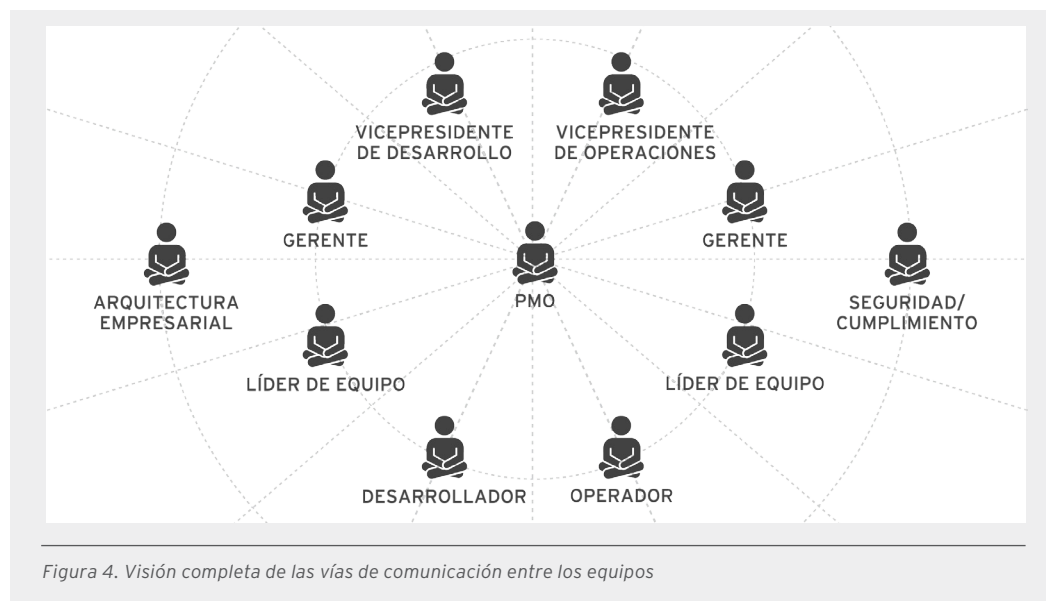 VICEPRESIDENTE
DE DESARROLLO
VICEPRESIDENTE
DE OPERACIONES
GERENTE
GERENTE
ARQUITECTURA
EMPRESARIAL
PMO
SEGURIDAD/
CUMPLIMIENTO
LÍDER DE EQUIPO
LÍDER DE EQUIPO
DESARROLLADOR
OPERADOR
Figura 4. Visión completa de las vías de comunicación entre los equipos